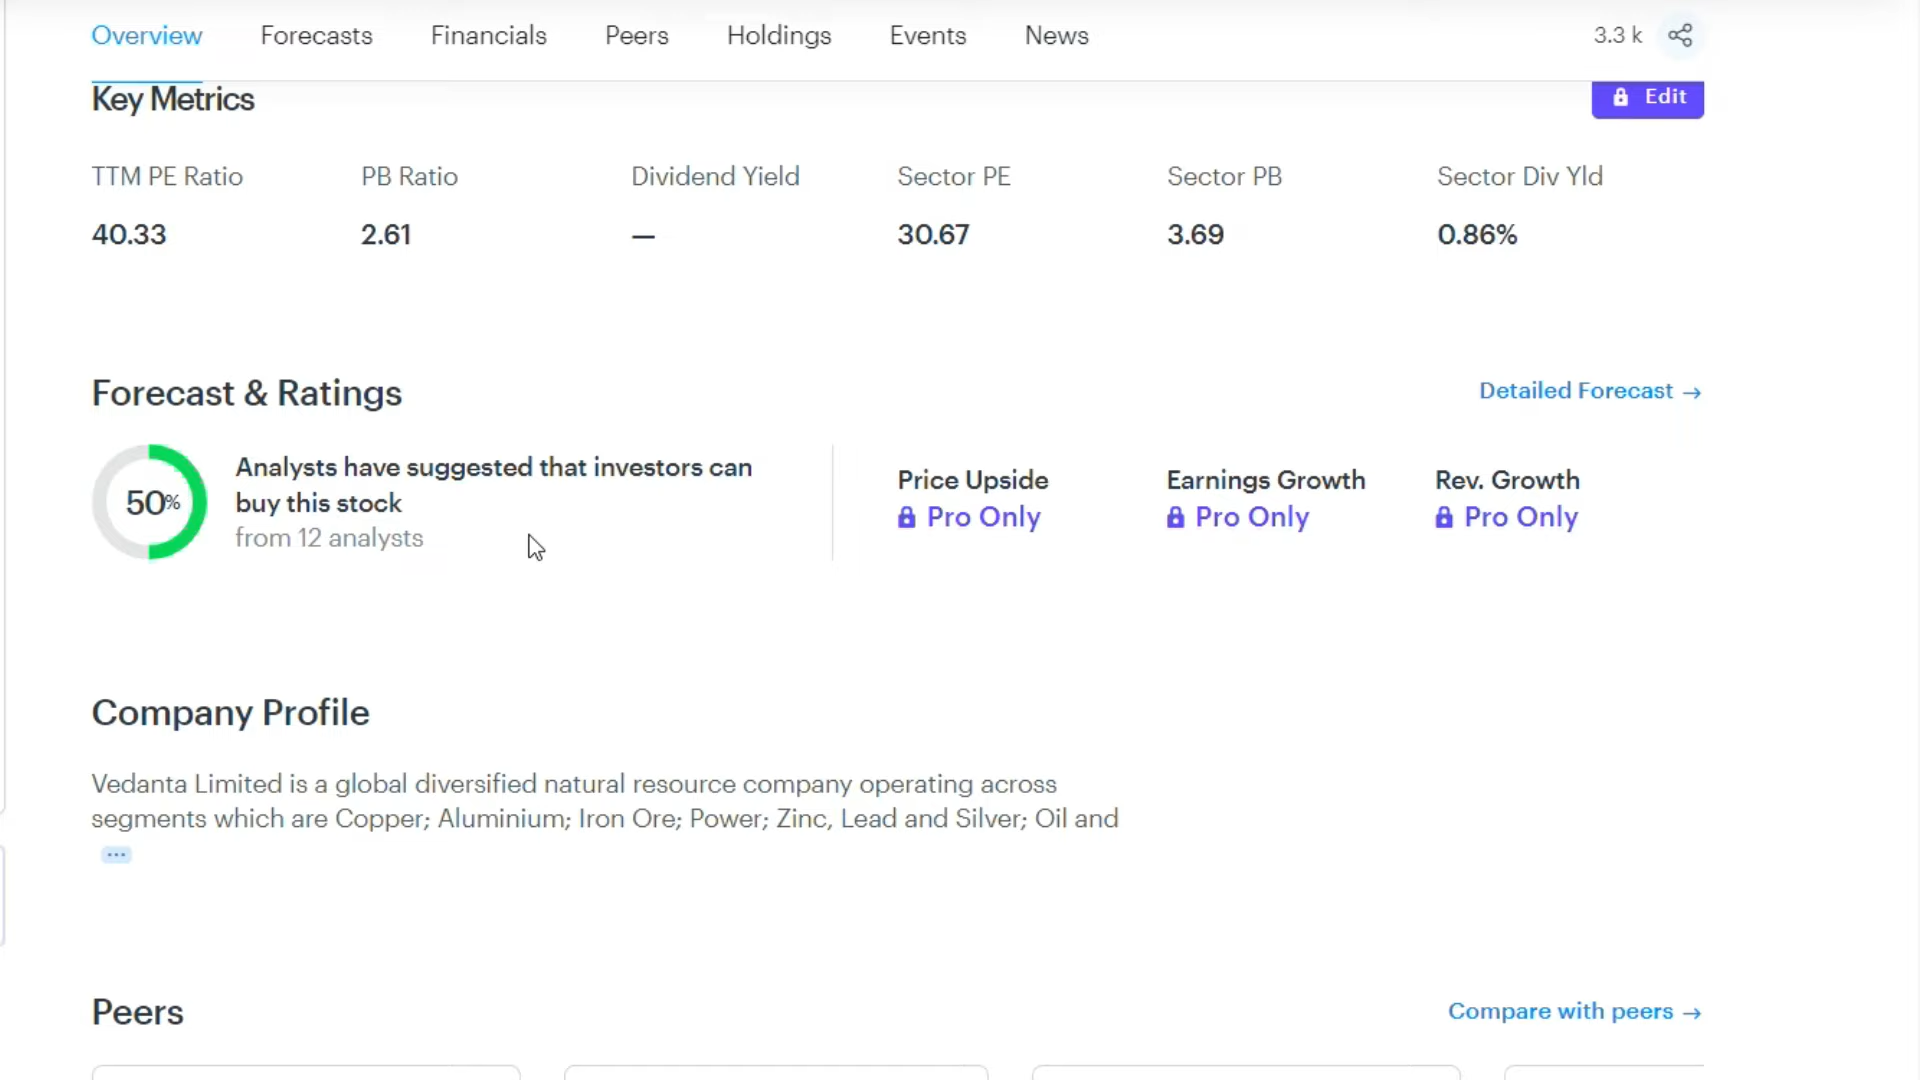 Overview Forecasts Financials Peers Holdings Events News 3.3 k
Key Metrics Edit
TTM PE Ratio PB Ratio Dividend Yield Sector PE Sector PB Sector Div Yld
40.33 2.61 — 30.67 3.69 0.86%
Forecast & Ratings Detailed Forecast →
50%
Analysts have suggested that investors can
buy this stock
from 12 analysts
Price Upside Earnings Growth Rev. Growth
Pro Only Pro Only Pro Only
Company Profile
Vedanta Limited is a global diversified natural resource company operating across
segments which are Copper; Aluminium; Iron Ore; Power; Zinc, Lead and Silver; Oil and
...
Peers Compare with peers →